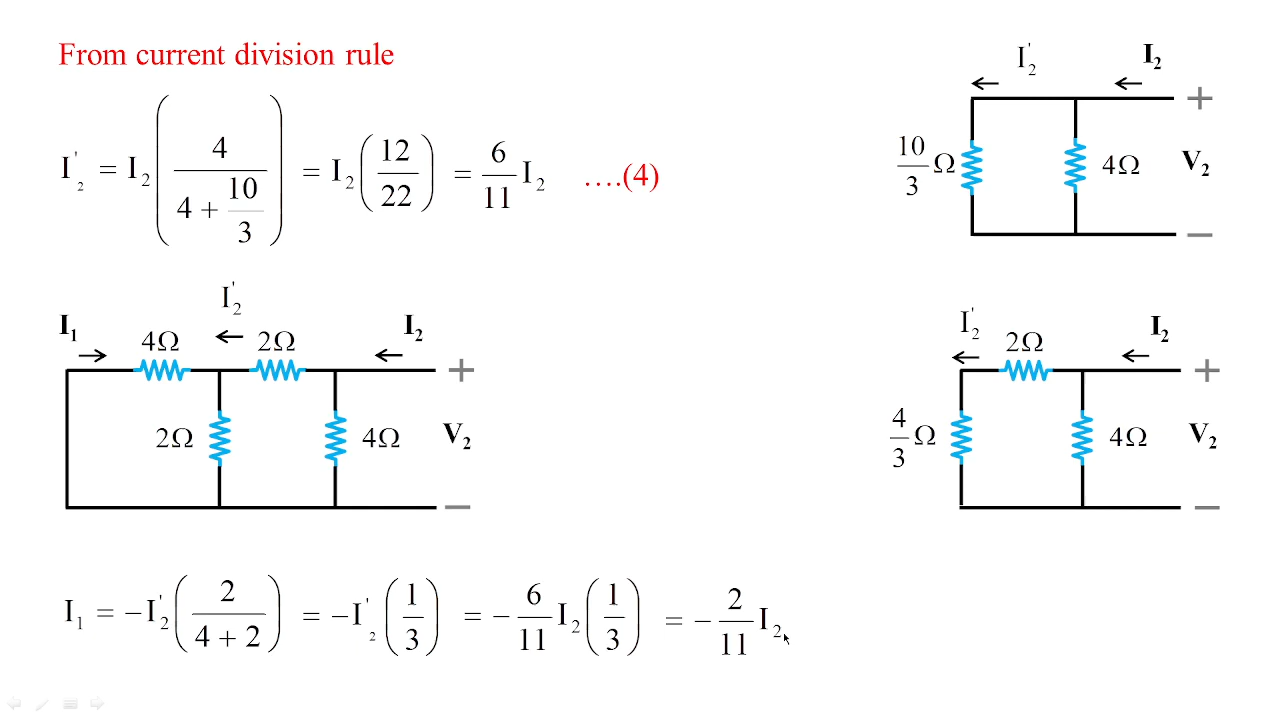 From current division rule
I'₂ = I₂ ( 4 / (4 + 10/3) ) = I₂ ( 12/22 ) = 6/11 I₂ ....(4)
I'₂ I₂
+
10/3 Ω 4Ω V₂
−
I'₂
I₁ 4Ω 2Ω I₂
+
2Ω 4Ω V₂
−
I'₂ 2Ω I₂
+
4/3 Ω 4Ω V₂
−
I₁ = −I'₂ ( 2 / (4 + 2) ) = −I'₂ ( 1/3 ) = − 6/11 I₂ ( 1/3 ) = − 2/11 I₂